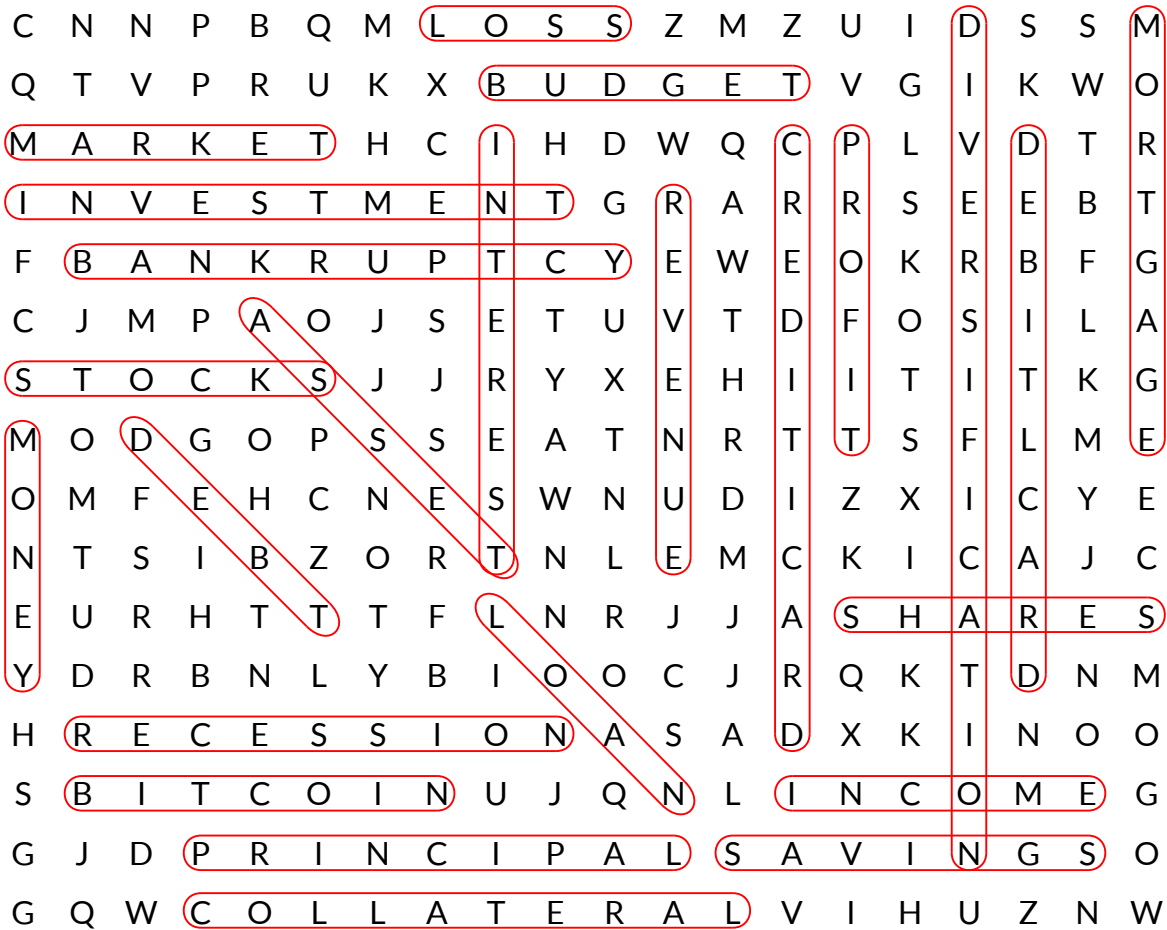 C N N P B Q M L O S S Z M Z U I D S S M
Q T V P R U K X B U D G E T V G I K W O
M A R K E T H C I H D W Q C P L V D T R
I N V E S T M E N T G R A R R S E E B T
F B A N K R U P T C Y E W E O K R B F G
C J M P A O J S E T U V T D F O S I L A
S T O C K S J J R Y X E H I I T I T K G
M O D G O P S S E A T N R T T S F L M E
O M F E H C N E S W N U D I Z X I C Y E
N T S I B Z O R T N L E M C K I C A J C
E U R H T T T F L N R J J A S H A R E S
Y D R B N L Y B I O O C J R Q K T D N M
H R E C E S S I O N A S A D X K I N O O
S B I T C O I N U J Q N L I N C O M E G
G J D P R I N C I P A L S A V I N G S O
G Q W C O L L A T E R A L V I H U Z N W